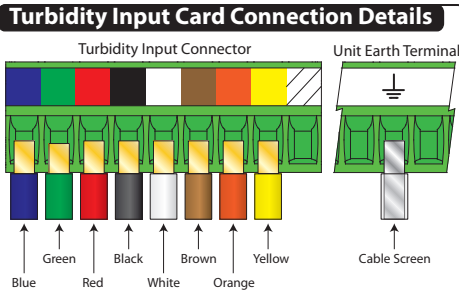 Turbidity Input Card Connection Details
Turbidity Input Connector
Unit Earth Terminal
Green Black Brown Yellow Cable Screen
Blue Red White Orange